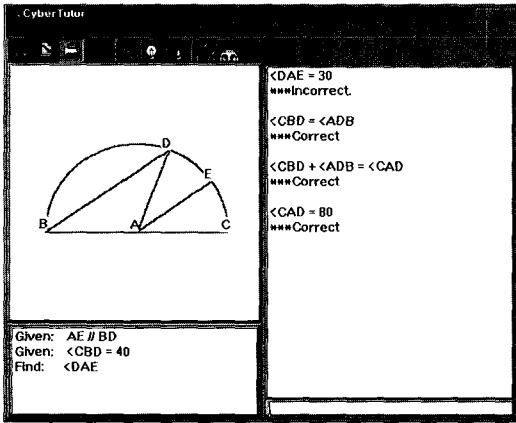 CyberTutor
D
E
B
A
C
Given: AE // BD
Given: <CBD = 40
Find: <DAE
<DAE = 30
***Incorrect.
<CBD = <ADB
***Correct
<CBD + <ADB = <CAD
***Correct
<CAD = 80
***Correct